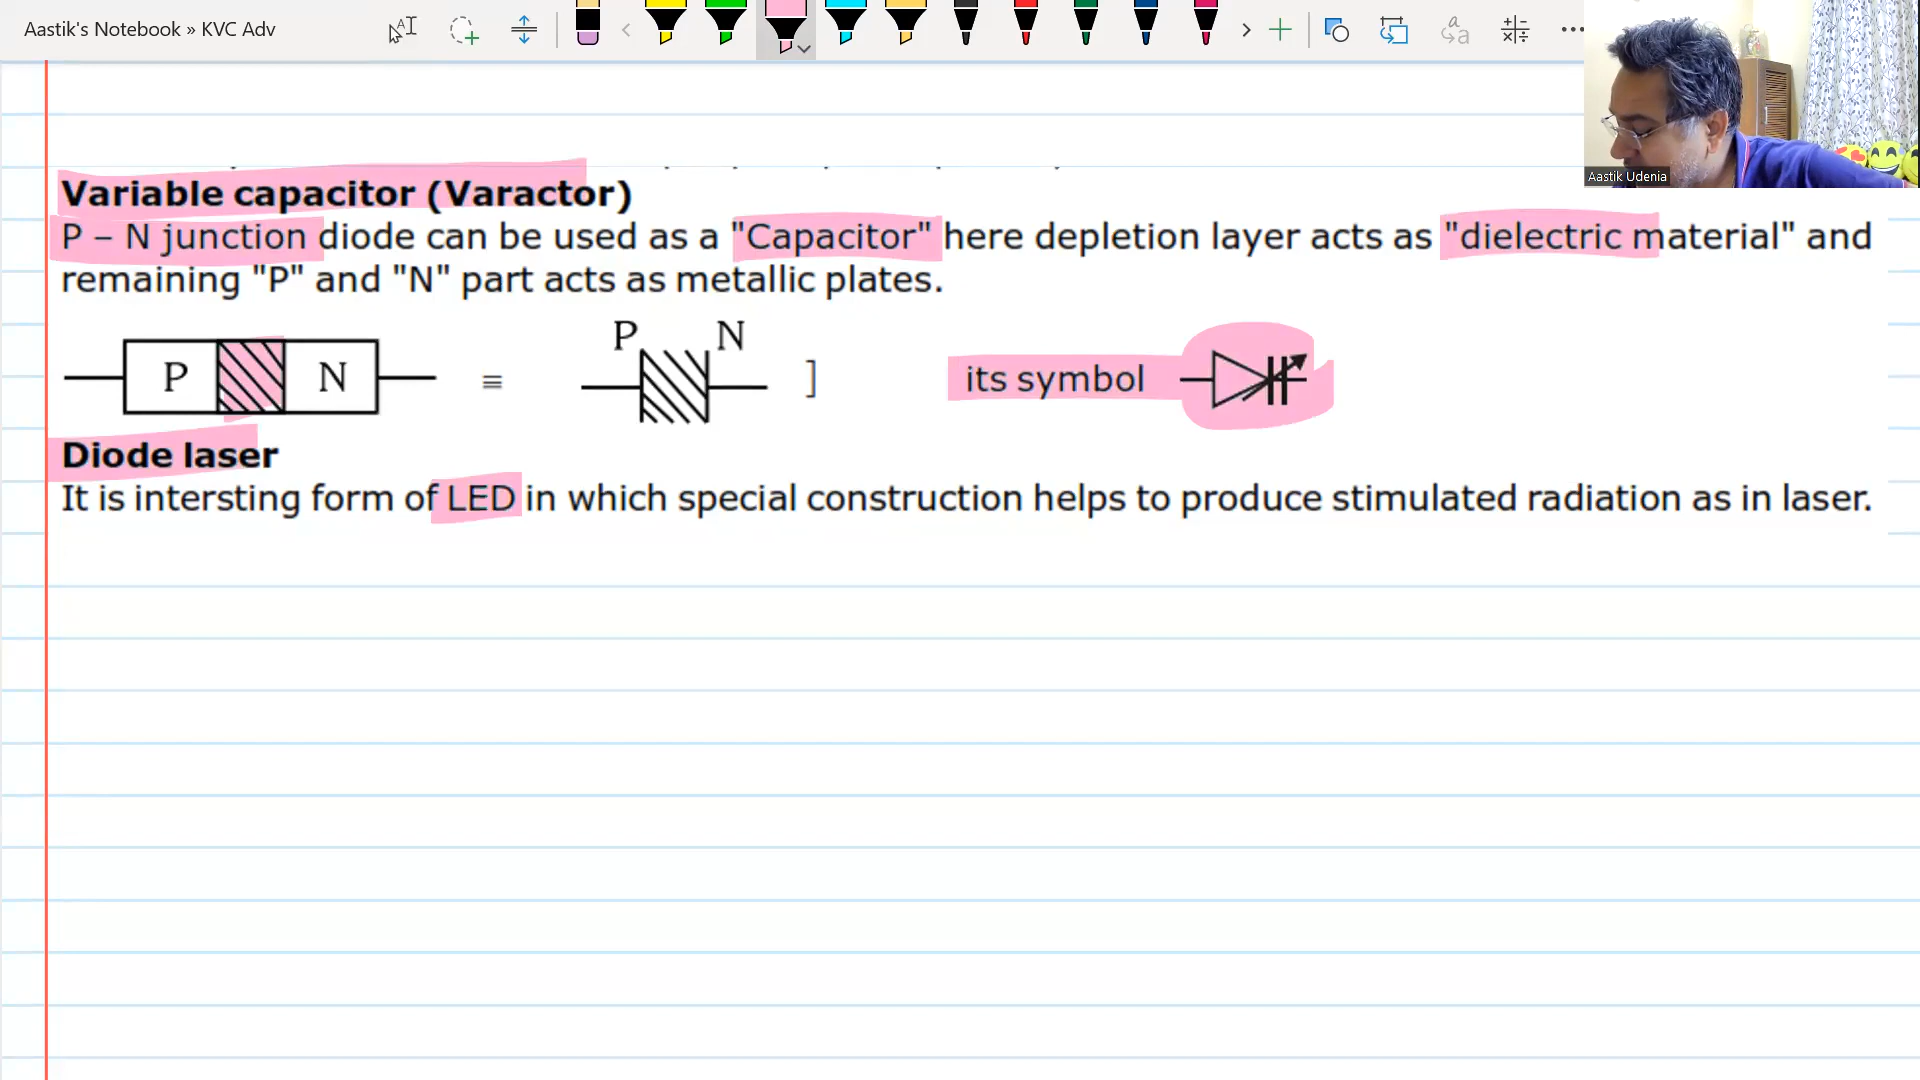 Aastik's Notebook » KVC Adv
Aastik Udenia
Variable capacitor (Varactor)
P – N junction diode can be used as a "Capacitor" here depletion layer acts as "dielectric material" and
remaining "P" and "N" part acts as metallic plates.
P N ≡ P N ] its symbol
Diode laser
It is intersting form of LED in which special construction helps to produce stimulated radiation as in laser.